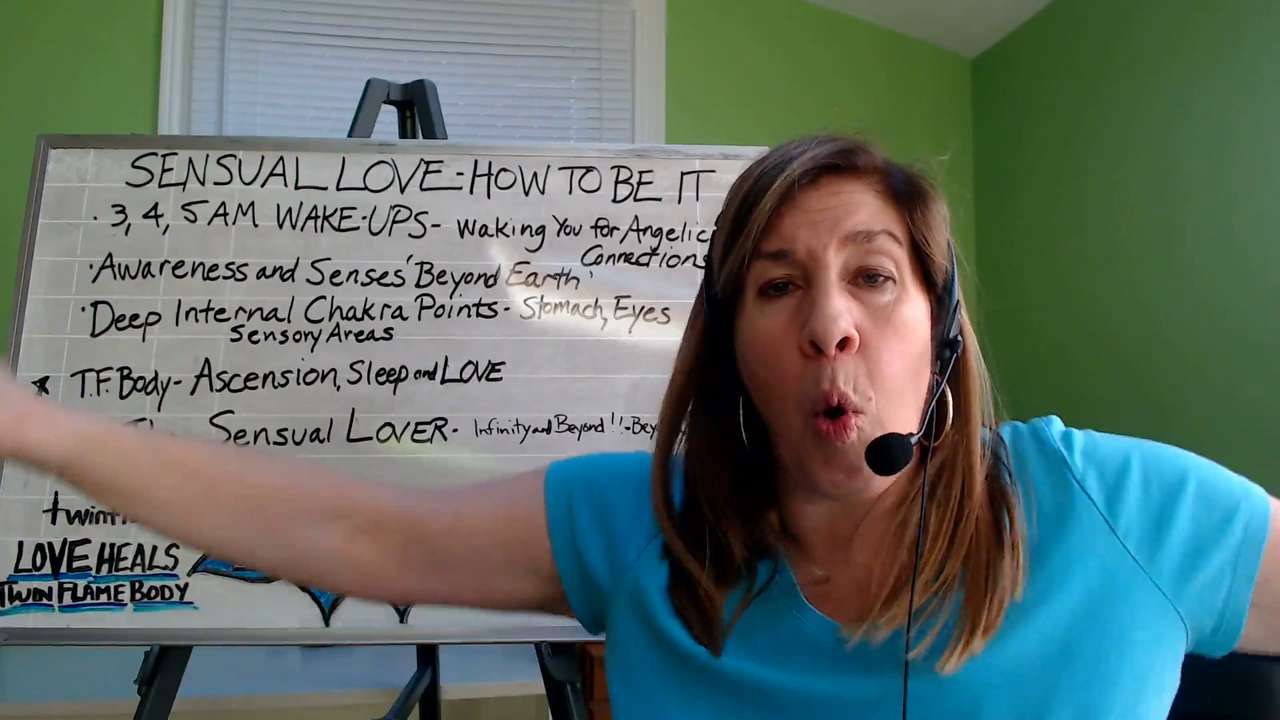 SENSUAL LOVE-HOW TO BE IT
· 3, 4, 5 AM WAKE-UPS- Waking You for Angelic
Connections
· Awareness and Senses 'Beyond Earth'
· Deep Internal Chakra Points- Stomach, Eyes
Sensory Areas
* T.F. Body- Ascension, Sleep and LOVE
Sensual LOVER- Infinity and Beyond!!-
LOVE HEALS
TWIN FLAME BODY